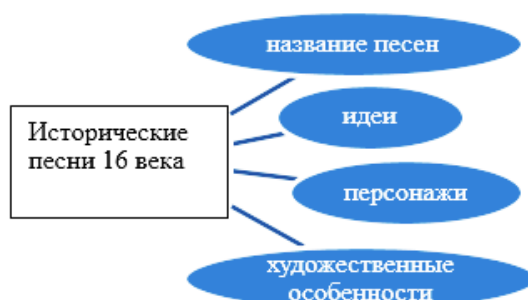 название песен
идеи
Исторические
песни 16 века
персонажи
художественные
особенности